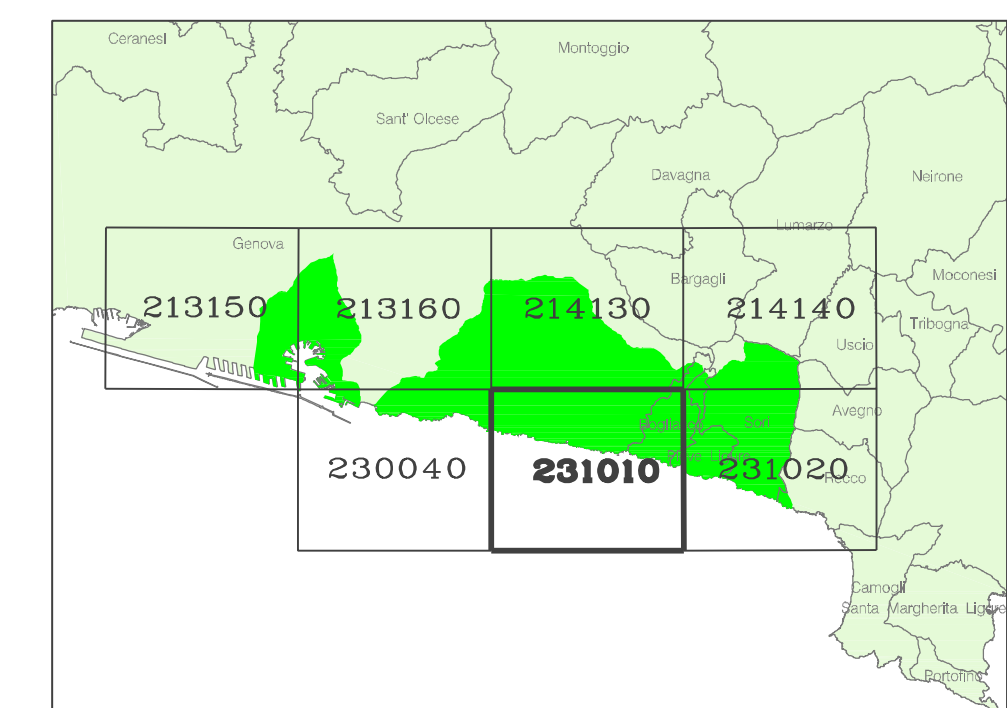 Ceranesi
Montoggio
Sant' Olcese
Davagna
Neirone
Lumarzo
Genova
Bargagli
Moconesi
213150
213160
214130
214140
Tribogna
Uscio
Avegno
Bogliasco
Sori
Pieve Ligure
230040
231010
231020
Recco
Camogli
Santa Margherita Ligure
Portofino